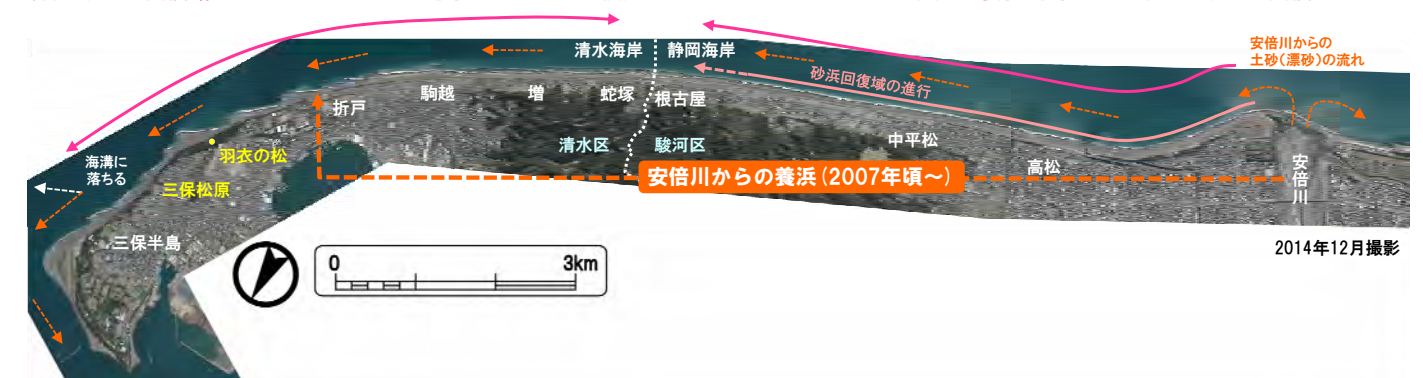 清水海岸
静岡海岸
安倍川からの
土砂(漂砂)の流れ
砂浜回復域の進行
折戸
駒越
増
蛇塚
根古屋
中平松
高松
安倍川
清水区
駿河区
羽衣の松
三保松原
海溝に
落ちる
三保半島
安倍川からの養浜(2007年頃～)
2014年12月撮影
0
3km